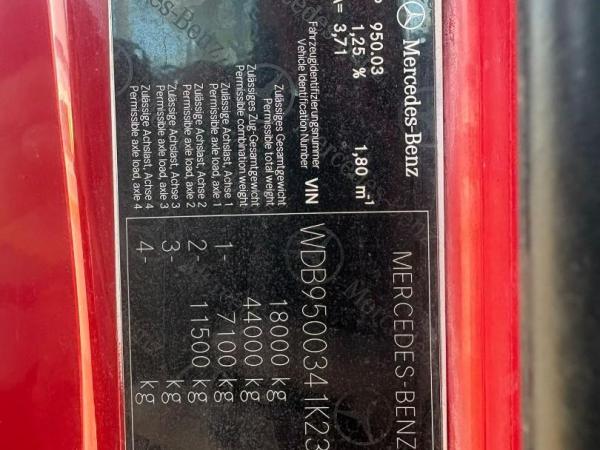 Mercedes-Benz
P 950.03
1,25 % 1,80 m-1
= 3,71
MERCEDES-BENZ
Fahrzeugidentifizierungsnummer
Vehicle Identification Number VIN WDB9500341K23
Zulässiges Gesamtgewicht
Permissible total weight 18000 kg
Zulässiges Zug-Gesamtgewicht
Permissible combination weight 44000 kg
Zulässige Achslast, Achse 1
Permissible axle load, axle 1 1- 7100 kg
Zulässige Achslast, Achse 2
Permissible axle load, axle 2 2- 11500 kg
Zulässige Achslast, Achse 3
Permissible axle load, axle 3 3- kg
Zulässige Achslast, Achse 4
Permissible axle load, axle 4 4- kg